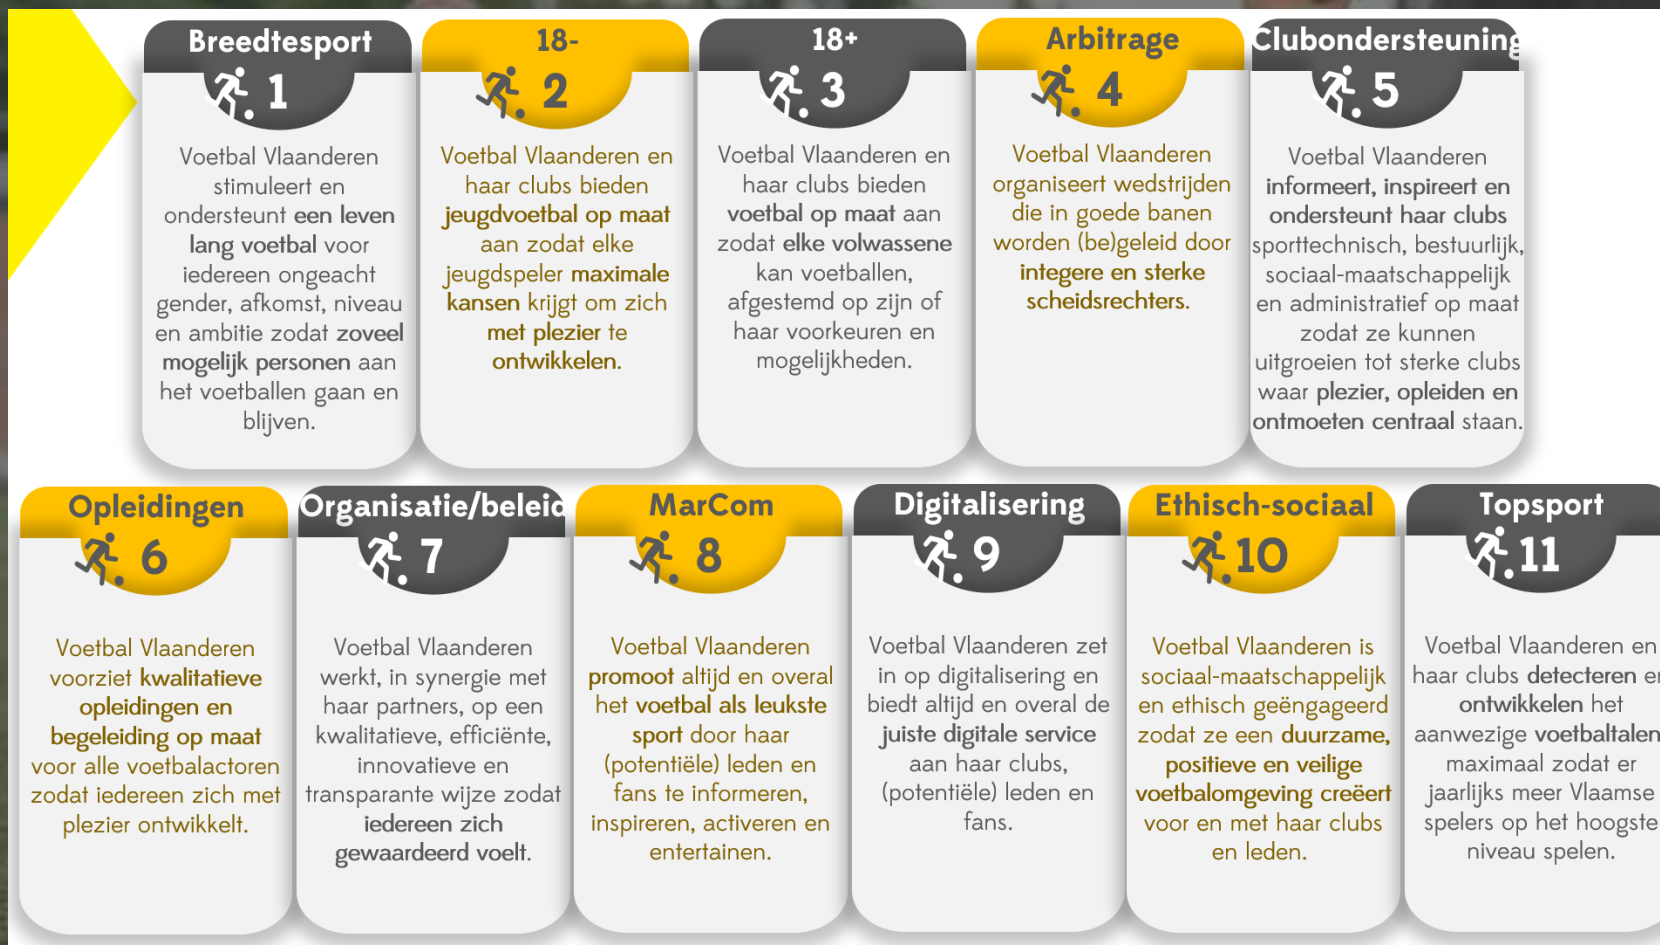 Breedtesport
1
Voetbal Vlaanderen
stimuleert en
ondersteunt een leven
lang voetbal voor
iedereen ongeacht
gender, afkomst, niveau
en ambitie zodat zoveel
mogelijk personen aan
het voetballen gaan en
blijven.
18-
2
Voetbal Vlaanderen en
haar clubs bieden
jeugdvoetbal op maat
aan zodat elke
jeugdspeler maximale
kansen krijgt om zich
met plezier te
ontwikkelen.
18+
3
Voetbal Vlaanderen en
haar clubs bieden
voetbal op maat aan
zodat elke volwassene
kan voetballen,
afgestemd op zijn of
haar voorkeuren en
mogelijkheden.
Arbitrage
4
Voetbal Vlaanderen
organiseert wedstrijden
die in goede banen
worden (be)geleid door
integere en sterke
scheidsrechters.
Clubondersteuning
5
Voetbal Vlaanderen
informeert, inspireert en
ondersteunt haar clubs
sporttechnisch, bestuurlijk,
sociaal-maatschappelijk
en administratief op maat
zodat ze kunnen
uitgroeien tot sterke clubs
waar plezier, opleiden en
ontmoeten centraal staan.
Opleidingen
6
Voetbal Vlaanderen
voorziet kwalitatieve
opleidingen en
begeleiding op maat
voor alle voetbalactoren
zodat iedereen zich met
plezier ontwikkelt.
Organisatie/beleid
7
Voetbal Vlaanderen
werkt, in synergie met
haar partners, op een
kwalitatieve, efficiënte,
innovatieve en
transparante wijze zodat
iedereen zich
gewaardeerd voelt.
MarCom
8
Voetbal Vlaanderen
promoot altijd en overal
het voetbal als leukste
sport door haar
(potentiële) leden en
fans te informeren,
inspireren, activeren en
entertainen.
Digitalisering
9
Voetbal Vlaanderen zet
in op digitalisering en
biedt altijd en overal de
juiste digitale service
aan haar clubs,
(potentiële) leden en
fans.
Ethisch-sociaal
10
Voetbal Vlaanderen is
sociaal-maatschappelijk
en ethisch geëngageerd
zodat ze een duurzame,
positieve en veilige
voetbalomgeving creëert
voor en met haar clubs
en leden.
Topsport
11
Voetbal Vlaanderen en
haar clubs detecteren en
ontwikkelen het
aanwezige voetbaltalent
maximaal zodat er
jaarlijks meer Vlaamse
spelers op het hoogste
niveau spelen.